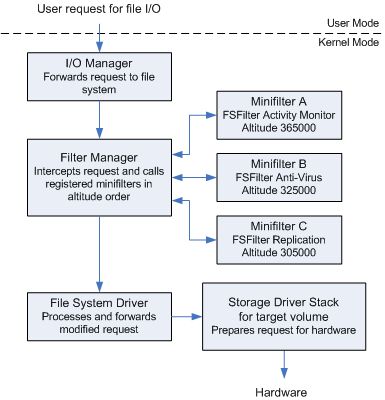 User request for file I/O
User Mode
Kernel Mode
I/O Manager
Forwards request to file
system
Filter Manager
Intercepts request and calls
registered minifilters in
altitude order
Minifilter A
FSFilter Activity Monitor
Altitude 365000
Minifilter B
FSFilter Anti-Virus
Altitude 325000
Minifilter C
FSFilter Replication
Altitude 305000
File System Driver
Processes and forwards
modified request
Storage Driver Stack
for target volume
Prepares request for hardware
Hardware